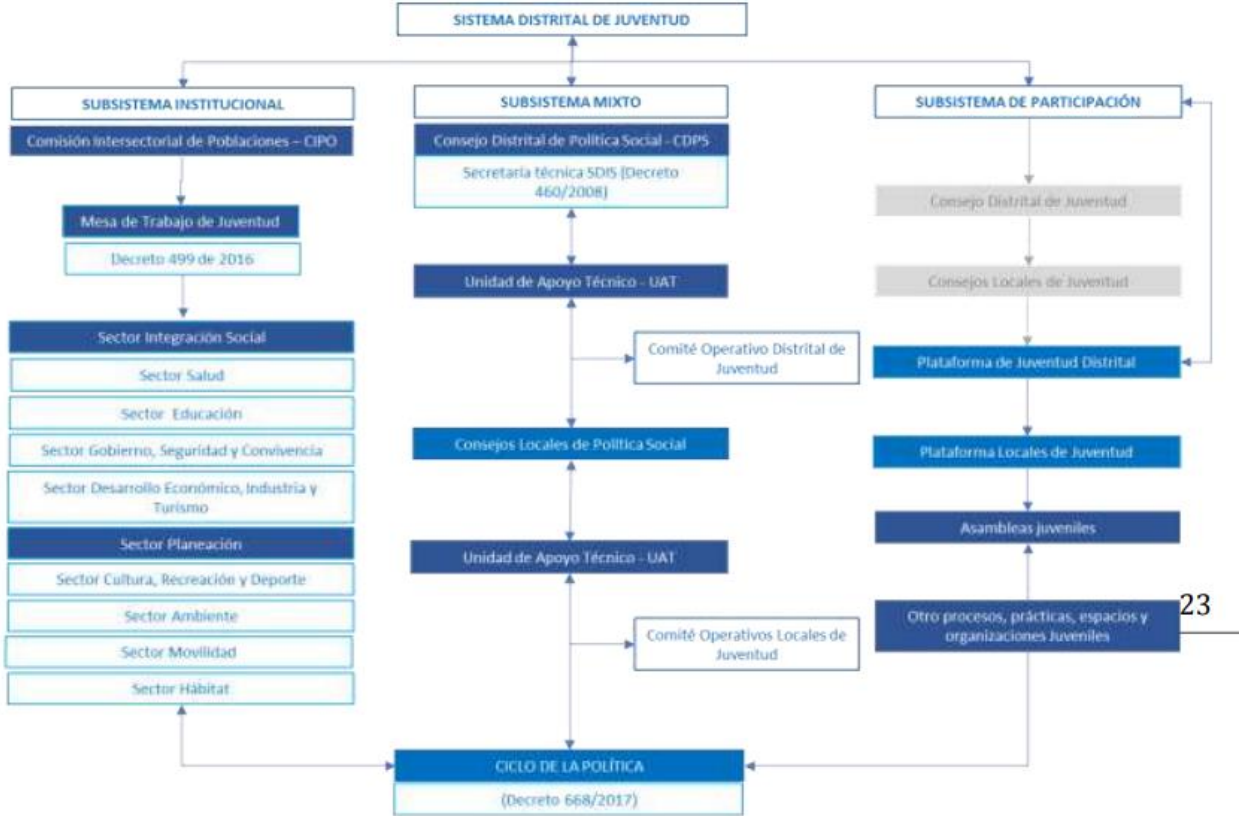 SISTEMA DISTRITAL DE JUVENTUD
SUBSISTEMA INSTITUCIONAL
Comisión Intersectorial de Poblaciones – CIPO
Mesa de Trabajo de Juventud
Decreto 499 de 2016
Sector Integración Social
Sector Salud
Sector Educación
Sector Gobierno, Seguridad y Convivencia
Sector Desarrollo Económico, Industria y
Turismo
Sector Planeación
Sector Cultura, Recreación y Deporte
Sector Ambiente
Sector Movilidad
Sector Hábitat
SUBSISTEMA MIXTO
Consejo Distrital de Política Social - CDPS
Secretaría técnica SDIS (Decreto
460/2008)
Unidad de Apoyo Técnico - UAT
Comité Operativo Distrital de
Juventud
Consejos Locales de Política Social
Unidad de Apoyo Técnico - UAT
Comité Operativos Locales de
Juventud
SUBSISTEMA DE PARTICIPACIÓN
Consejo Distrital de Juventud
Consejos Locales de Juventud
Plataforma de Juventud Distrital
Plataforma Locales de Juventud
Asambleas juveniles
Otro procesos, prácticas, espacios y
organizaciones Juveniles
23
CICLO DE LA POLÍTICA
(Decreto 668/2017)